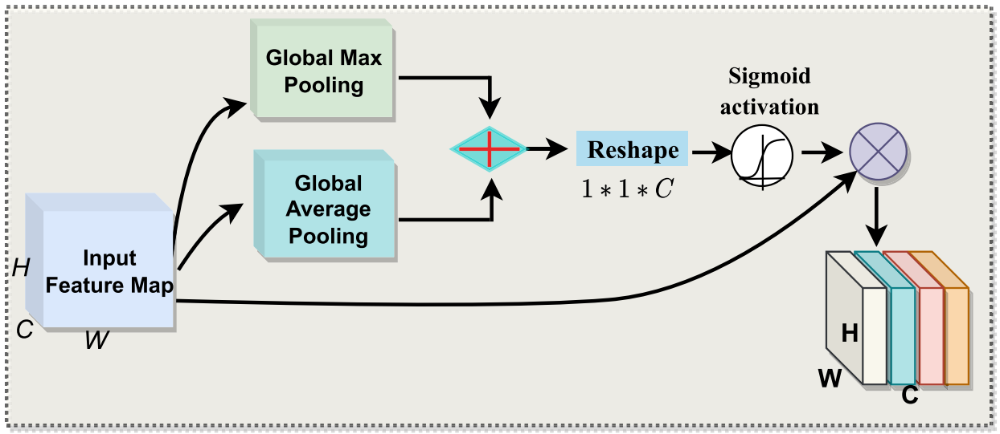 Global Max
Pooling
Global
Average
Pooling
Input
Feature Map
H
C
W
Reshape
1 * 1 * C
Sigmoid
activation
H
W
C